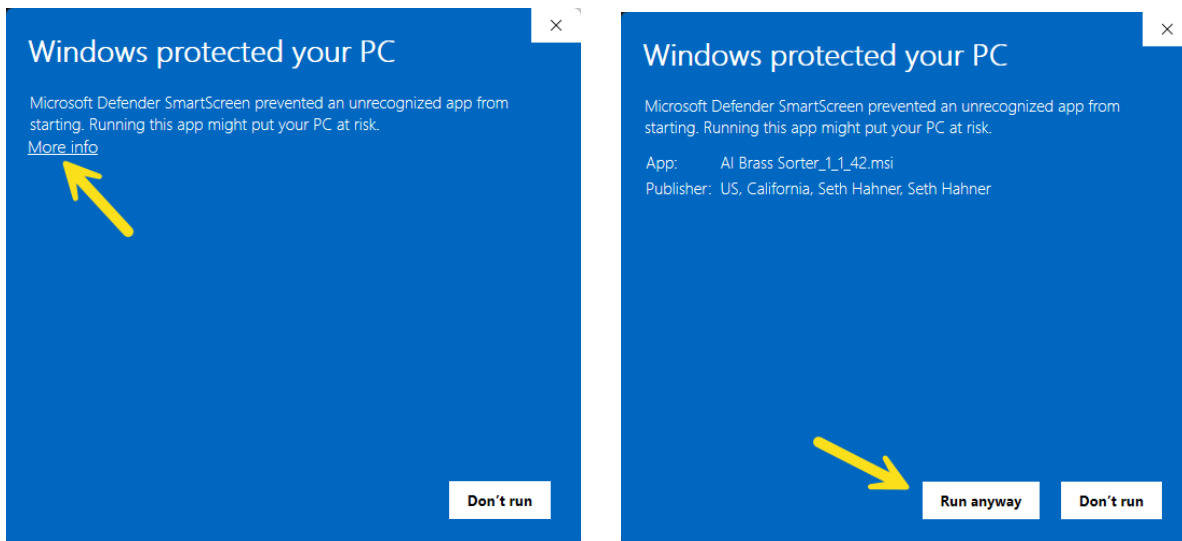 Windows protected your PC
Microsoft Defender SmartScreen prevented an unrecognized app from
starting. Running this app might put your PC at risk.
More info
Don't run
Windows protected your PC
Microsoft Defender SmartScreen prevented an unrecognized app from
starting. Running this app might put your PC at risk.
App: AI Brass Sorter_1_1_42.msi
Publisher: US, California, Seth Hahner, Seth Hahner
Run anyway
Don't run